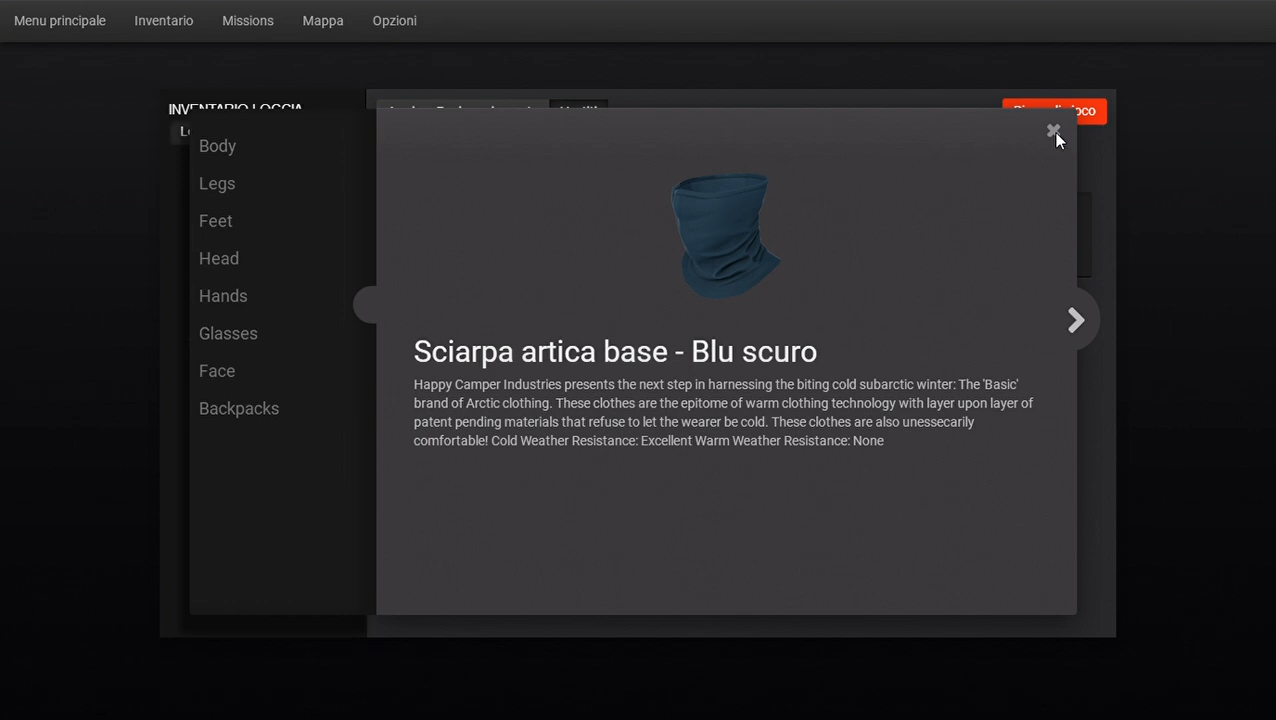 Menu principale
Inventario
Missions
Mappa
Opzioni
INVENTARIO LOGGIA
Body
Legs
Feet
Head
Hands
Glasses
Face
Backpacks
Sciarpa artica base - Blu scuro
Happy Camper Industries presents the next step in harnessing the biting cold subarctic winter: The 'Basic'
brand of Arctic clothing. These clothes are the epitome of warm clothing technology with layer upon layer of
patent pending materials that refuse to let the wearer be cold. These clothes are also unessecarily
comfortable! Cold Weather Resistance: Excellent Warm Weather Resistance: None